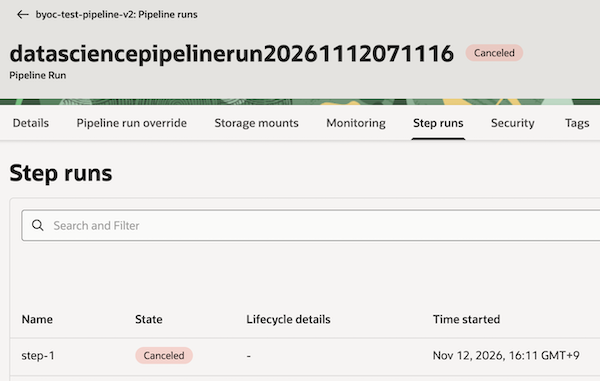 ← byoc-test-pipeline-v2: Pipeline runs
datasciencepipelinerun20261112071116 Canceled
Pipeline Run
Details Pipeline run override Storage mounts Monitoring Step runs Security Tags
Step runs
Search and Filter
Name State Lifecycle details Time started
step-1 Canceled - Nov 12, 2026, 16:11 GMT+9